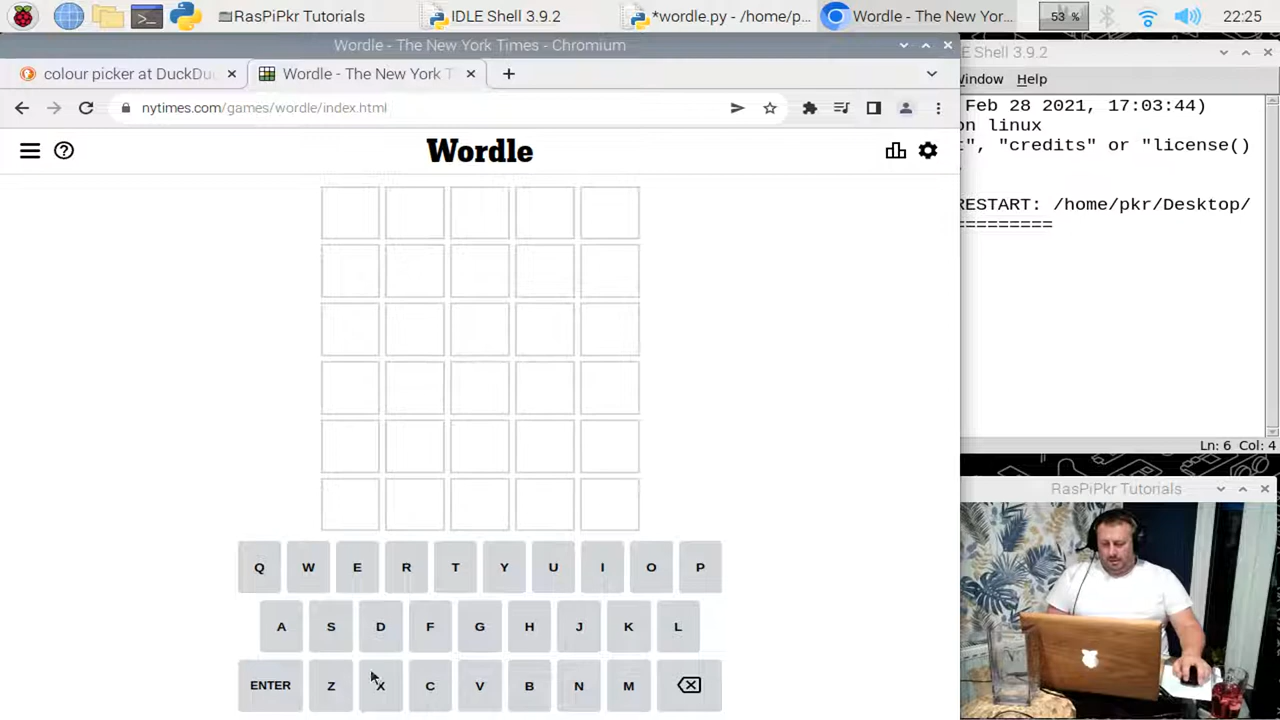 RasPiPkr Tutorials
IDLE Shell 3.9.2
*wordle.py - /home/p...
Wordle - The New Yor...
53 %
22:25
Wordle - The New York Times - Chromium
E Shell 3.9.2
colour picker at DuckDu
Wordle - The New York T
indow Help
nytimes.com/games/wordle/index.html
Feb 28 2021, 17:03:44)
on linux
t", "credits" or "license()
Wordle
RESTART: /home/pkr/Desktop/
=========
Ln: 6 Col: 4
RasPiPkr Tutorials
Q W E R T Y U I O P
A S D F G H J K L
ENTER Z X C V B N M